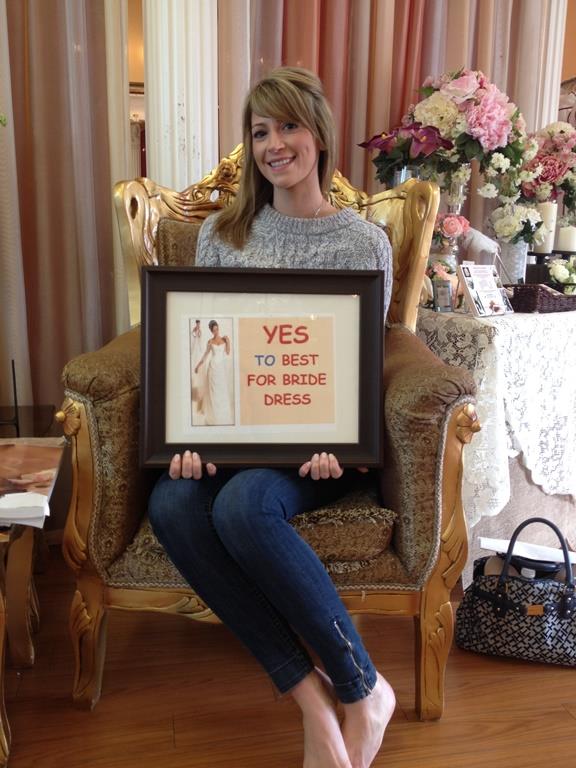 YES
TO BEST
FOR BRIDE
DRESS